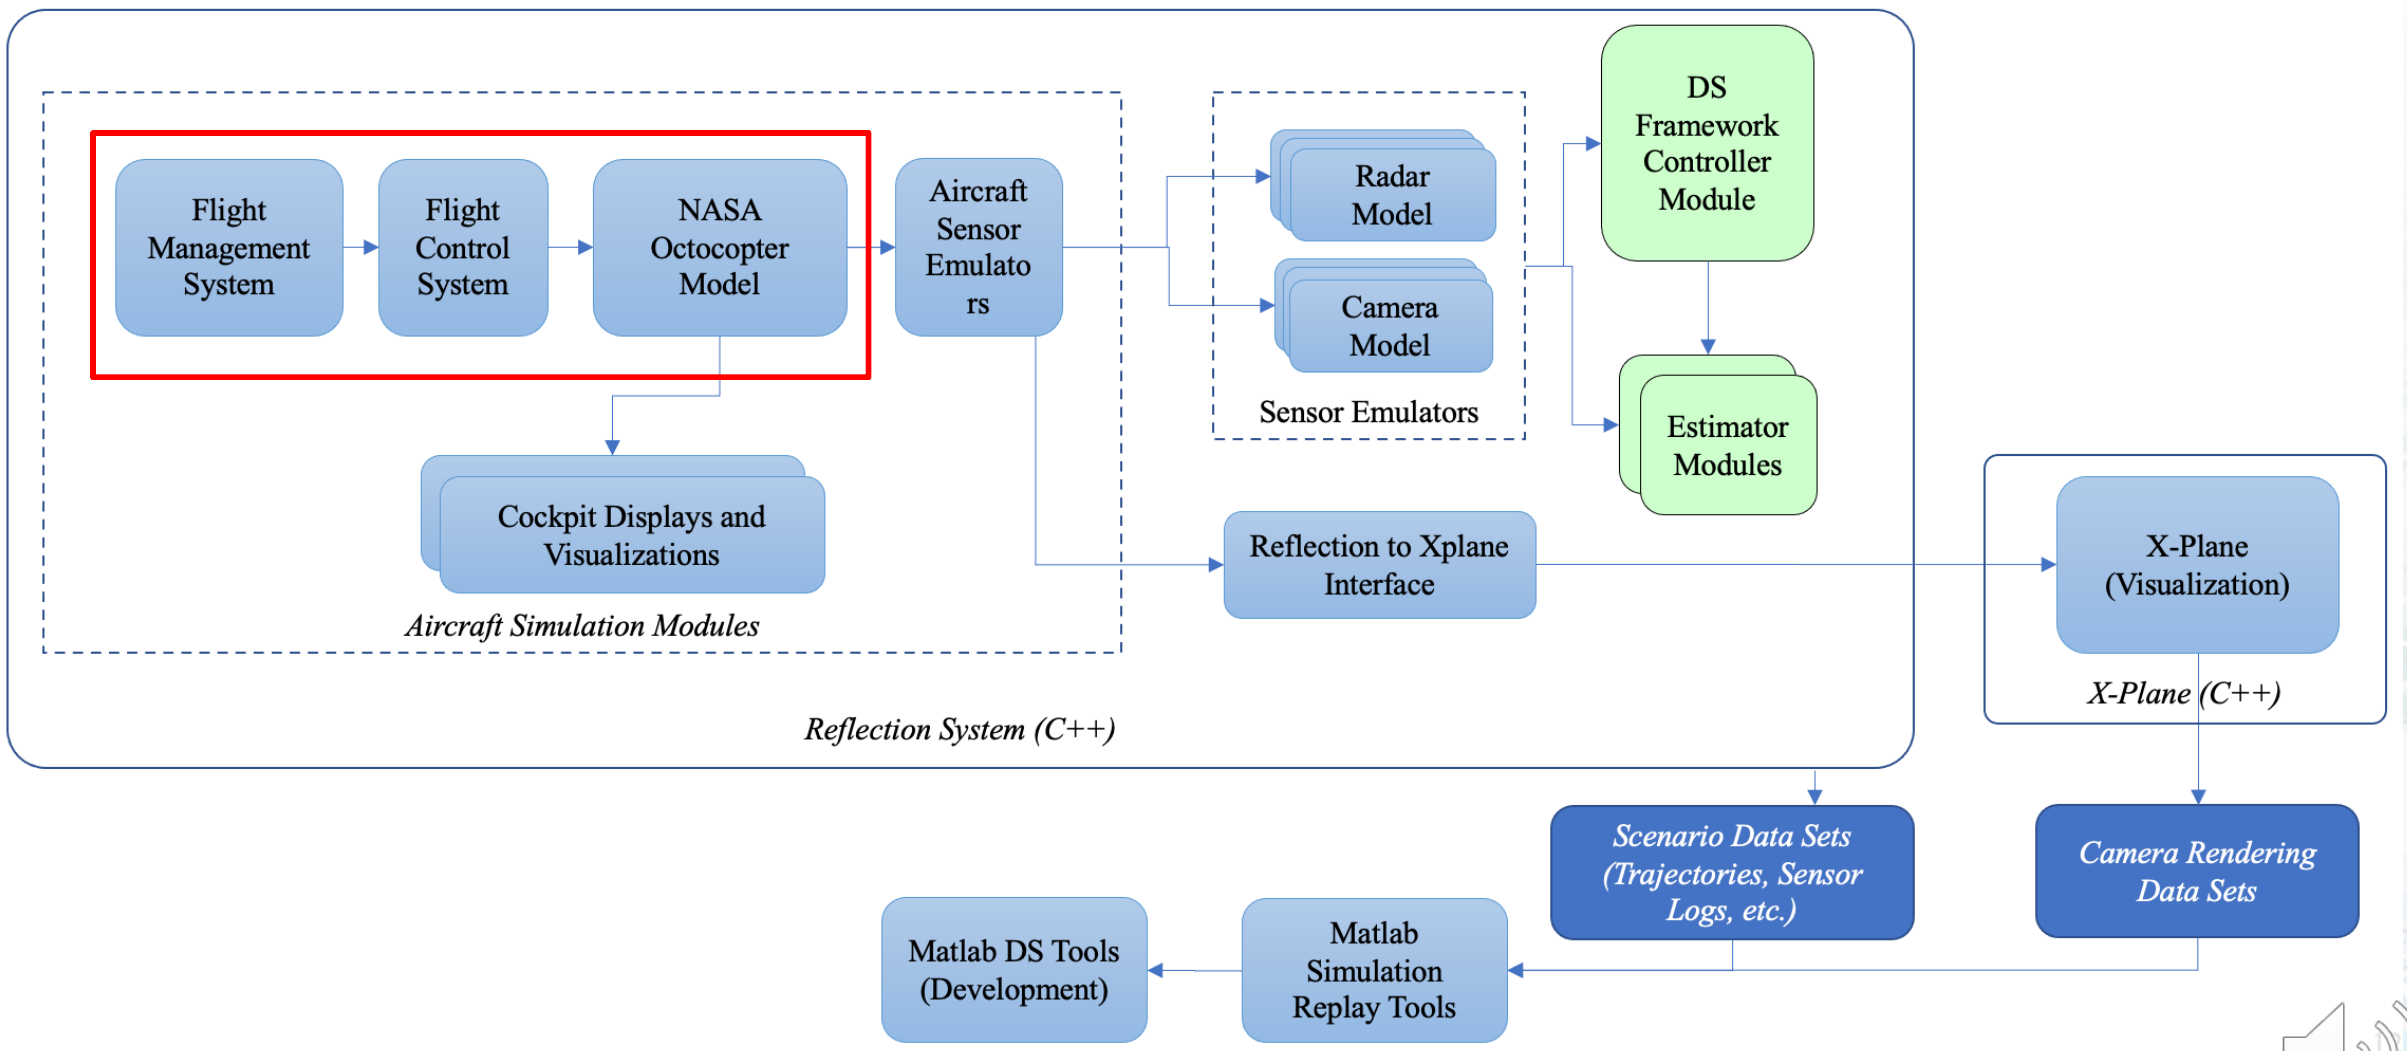 Flight
Management
System
Flight
Control
System
NASA
Octocopter
Model
Aircraft
Sensor
Emulato
rs
Radar
Model
Camera
Model
Sensor Emulators
DS
Framework
Controller
Module
Estimator
Modules
Cockpit Displays and
Visualizations
Aircraft Simulation Modules
Reflection to Xplane
Interface
X-Plane
(Visualization)
X-Plane (C++)
Reflection System (C++)
Scenario Data Sets
(Trajectories, Sensor
Logs, etc.)
Camera Rendering
Data Sets
Matlab DS Tools
(Development)
Matlab
Simulation
Replay Tools